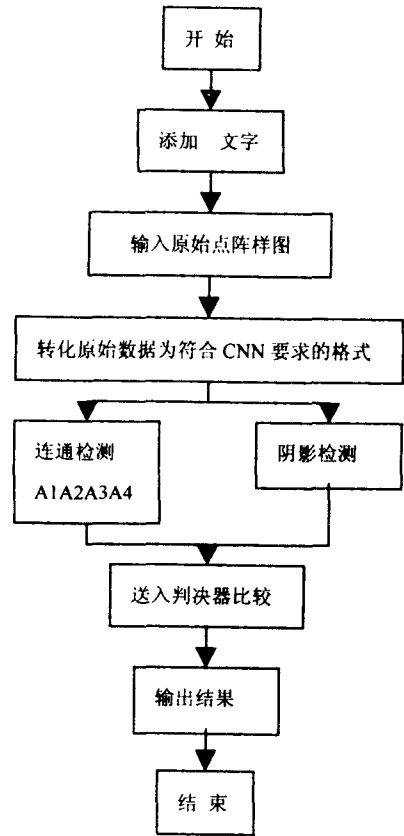 开 始
添加 文字
输入原始点阵样图
转化原始数据为符合 CNN 要求的格式
连通检测
A1A2A3A4
阴影检测
送入判决器比较
输出结果
结 束